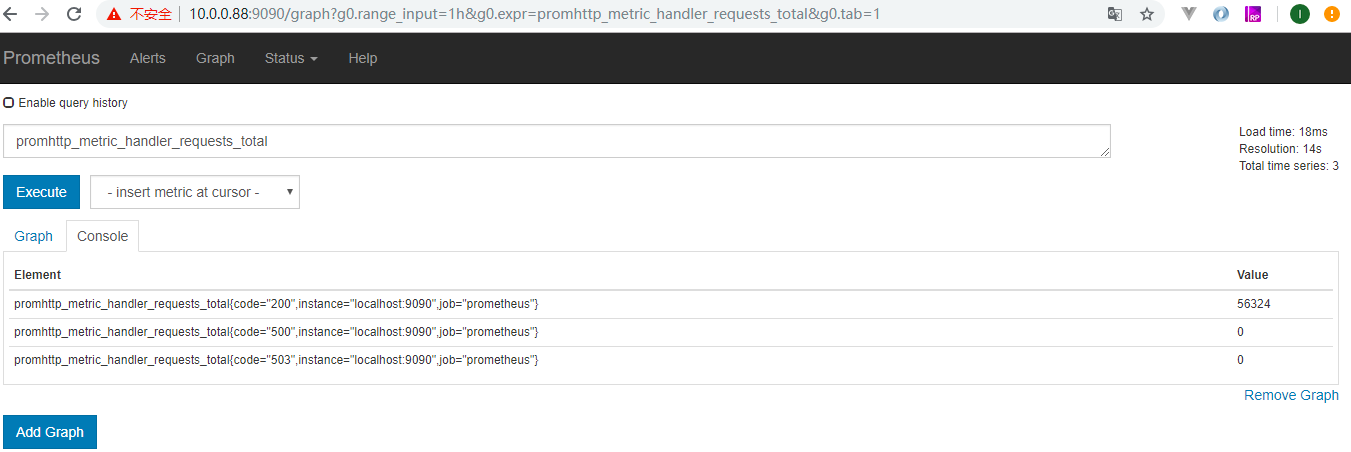 不安全 10.0.0.88:9090/graph?g0.range_input=1h&g0.expr=promhttp_metric_handler_requests_total&g0.tab=1 RP I
Prometheus Alerts Graph Status Help
Enable query history
promhttp_metric_handler_requests_total
Load time: 18ms
Resolution: 14s
Total time series: 3
Execute - insert metric at cursor -
Graph Console
Element Value
promhttp_metric_handler_requests_total{code="200",instance="localhost:9090",job="prometheus"} 56324
promhttp_metric_handler_requests_total{code="500",instance="localhost:9090",job="prometheus"} 0
promhttp_metric_handler_requests_total{code="503",instance="localhost:9090",job="prometheus"} 0
Remove Graph
Add Graph